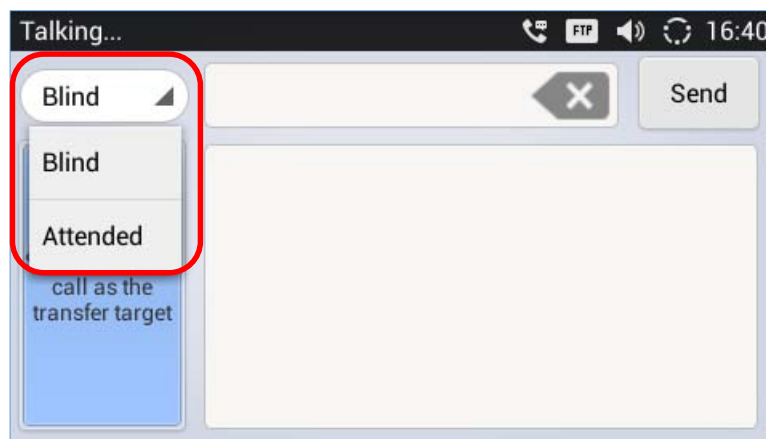 Talking...
FTP
16:40
Blind
Send
Blind
Attended
call as the
transfer target